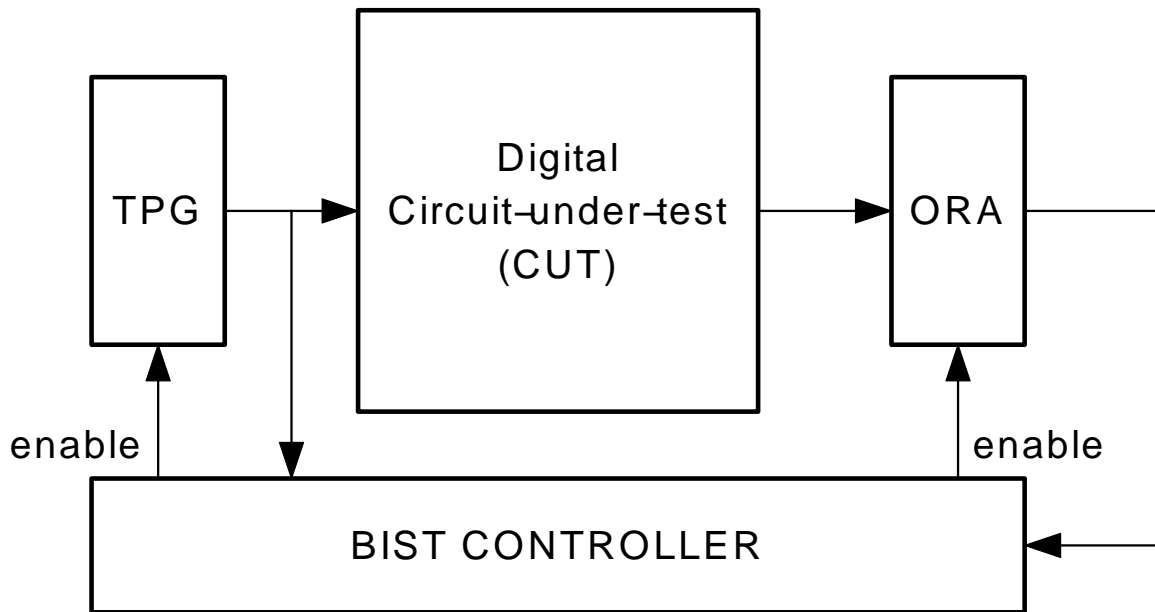 TPG
Digital
Circuit-under-test
(CUT)
ORA
enable
enable
BIST CONTROLLER